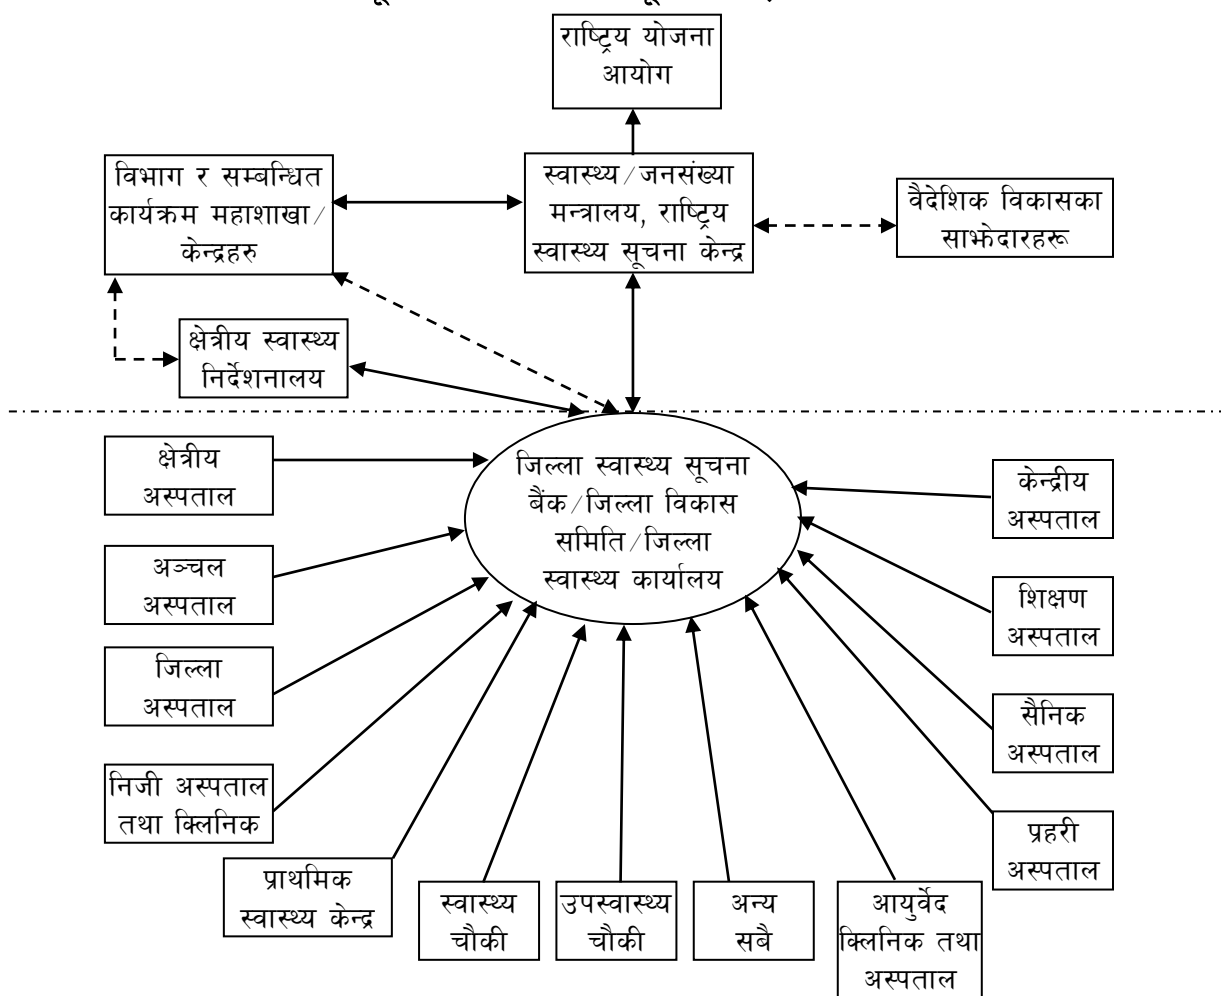 राष्ट्रिय योजना
आयोग
विभाग र सम्बन्धित
कार्यक्रम महाशाखा/
केन्द्रहरु
स्वास्थ्य/जनसंख्या
मन्त्रालय, राष्ट्रिय
स्वास्थ्य सूचना केन्द्र
वैदेशिक विकासका
साझेदारहरू
क्षेत्रीय स्वास्थ्य
निर्देशनालय
जिल्ला स्वास्थ्य सूचना
बैंक/जिल्ला विकास
समिति/जिल्ला
स्वास्थ्य कार्यालय
क्षेत्रीय
अस्पताल
अञ्चल
अस्पताल
जिल्ला
अस्पताल
निजी अस्पताल
तथा क्लिनिक
प्राथमिक
स्वास्थ्य केन्द्र
स्वास्थ्य
चौकी
उपस्वास्थ्य
चौकी
अन्य
सबै
आयुर्वेद
क्लिनिक तथा
अस्पताल
केन्द्रीय
अस्पताल
शिक्षण
अस्पताल
सैनिक
अस्पताल
प्रहरी
अस्पताल